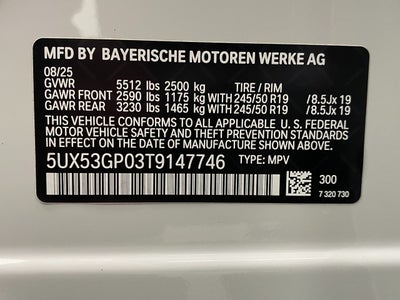 MFD BY BAYERISCHE MOTOREN WERKE AG
08/25
GVWR 5512 lbs 2500 kg TIRE / RIM
GAWR FRONT 2590 lbs 1175 kg WITH 245/50 R19 / 8.5Jx 19
GAWR REAR 3230 lbs 1465 kg WITH 245/50 R19 / 8.5Jx 19
THIS VEHICLE CONFORMS TO ALL APPLICABLE U.S. FEDERAL
MOTOR VEHICLE SAFETY AND THEFT PREVENTION STANDARDS
IN EFFECT ON THE DATE OF MANUFACTURE SHOWN ABOVE.
5UX53GP03T9147746 TYPE: MPV
300
7 320 730